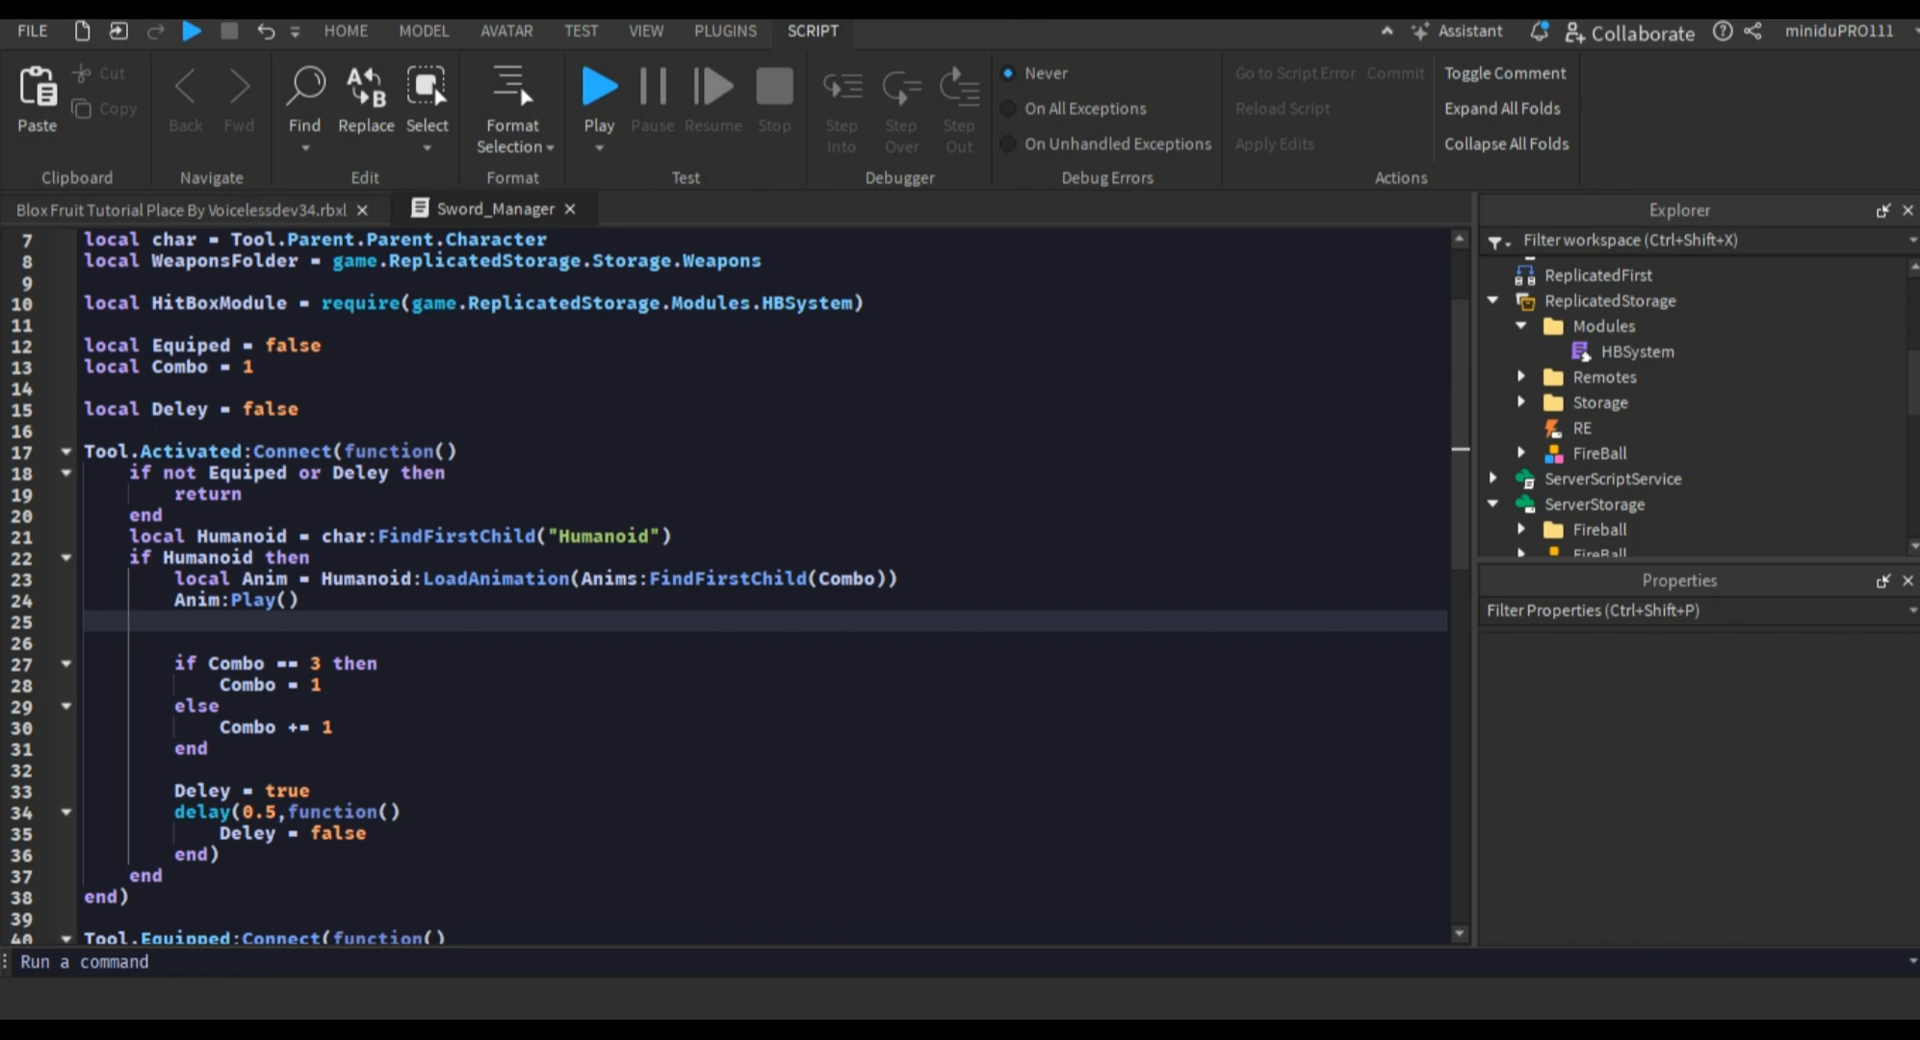 FILE HOME MODEL AVATAR TEST VIEW PLUGINS SCRIPT Assistant Collaborate miniduPRO111
Paste Cut Copy
Back Fwd
Find Replace Select
Format Selection
Play Pause Resume Stop
Step Into Step Over Step Out
Never
On All Exceptions
On Unhandled Exceptions
Go to Script Error Commit
Reload Script
Apply Edits
Toggle Comment
Expand All Folds
Collapse All Folds
Clipboard Navigate Edit Format Test Debugger Debug Errors Actions
Blox Fruit Tutorial Place By Voicelessdev34.rbxl Sword_Manager
7 local char = Tool.Parent.Parent.Character
8 local WeaponsFolder = game.ReplicatedStorage.Storage.Weapons
9
10 local HitBoxModule = require(game.ReplicatedStorage.Modules.HBSystem)
11
12 local Equiped = false
13 local Combo = 1
14
15 local Deley = false
16
17 Tool.Activated:Connect(function()
18 if not Equiped or Deley then
19 return
20 end
21 local Humanoid = char:FindFirstChild("Humanoid")
22 if Humanoid then
23 local Anim = Humanoid:LoadAnimation(Anims:FindFirstChild(Combo))
24 Anim:Play()
25
26
27 if Combo == 3 then
28 Combo = 1
29 else
30 Combo += 1
31 end
32
33 Deley = true
34 delay(0.5,function()
35 Deley = false
36 end)
37 end
38 end)
39
40 Tool.Equipped:Connect(function()
Run a command
Explorer
Filter workspace (Ctrl+Shift+X)
ReplicatedFirst
ReplicatedStorage
Modules
HBSystem
Remotes
Storage
RE
FireBall
ServerScriptService
ServerStorage
Fireball
FireBall
Properties
Filter Properties (Ctrl+Shift+P)